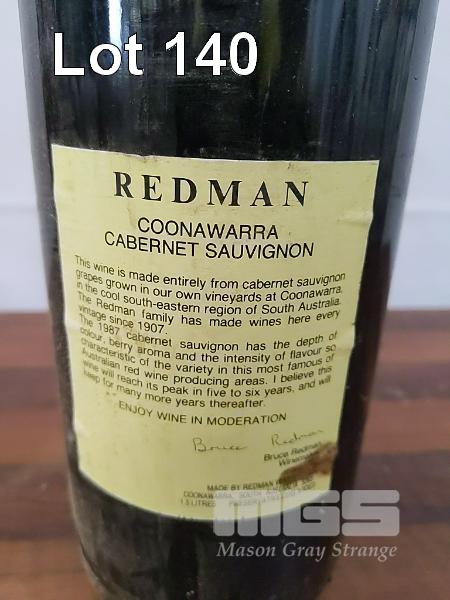 Lot 140
REDMAN
COONAWARRA
CABERNET SAUVIGNON
This wine is made entirely from cabernet sauvignon
grapes grown in our own vineyards at Coonawarra,
in the cool south-eastern region of South Australia.
The Redman family has made wines here every
vintage since 1907.
The 1987 cabernet sauvignon has the depth of
colour, berry aroma and the intensity of flavour so
characteristic of the variety in this most famous of
Australian red wine producing areas. I believe this
wine will reach its peak in five to six years, and will
keep for many more years thereafter.
ENJOY WINE IN MODERATION
Bruce Redman
Bruce Redman
MADE BY REDMAN
COONAWARRA, SOUTH
1.5 LITRES
MGS
Mason Gray Strange